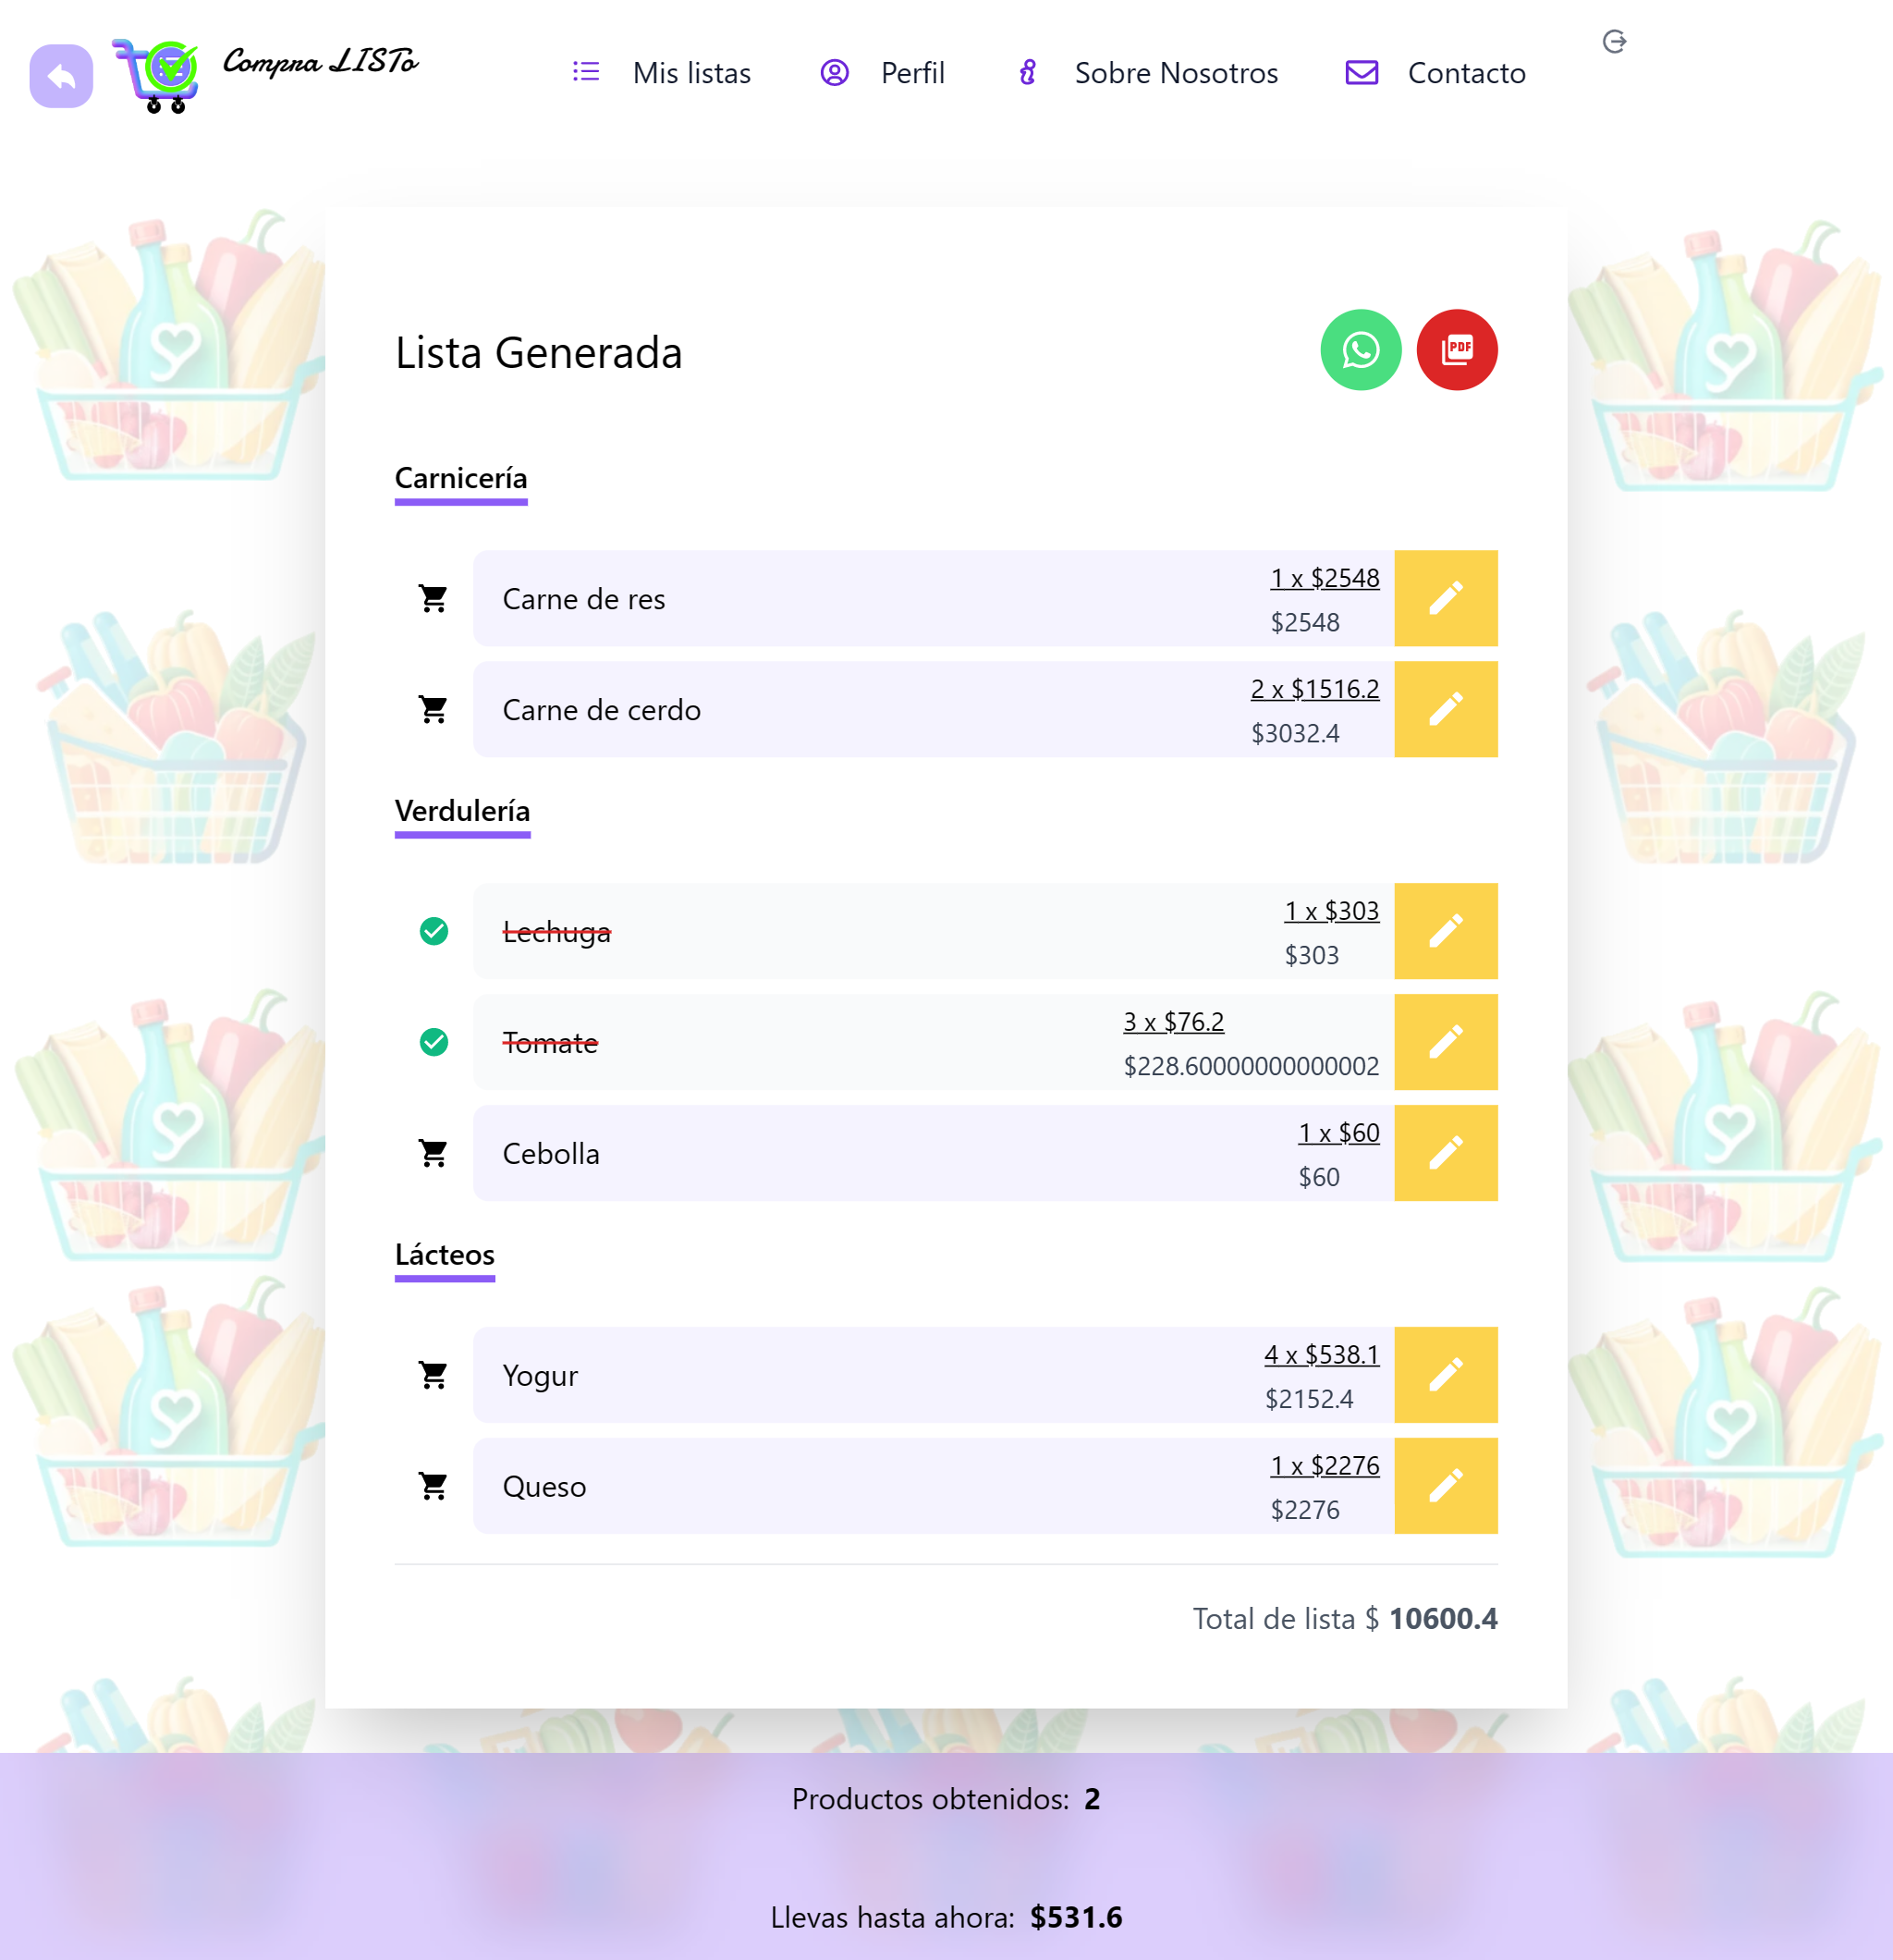 Compra LISTo
Mis listas
Perfil
Sobre Nosotros
Contacto
Lista Generada
PDF
Carnicería
Carne de res
1 x $2548
$2548
Carne de cerdo
2 x $1516.2
$3032.4
Verdulería
Lechuga
1 x $303
$303
Tomate
3 x $76.2
$228.60000000000002
Cebolla
1 x $60
$60
Lácteos
Yogur
4 x $538.1
$2152.4
Queso
1 x $2276
$2276
Total de lista $ 10600.4
Productos obtenidos: 2
Llevas hasta ahora: $531.6